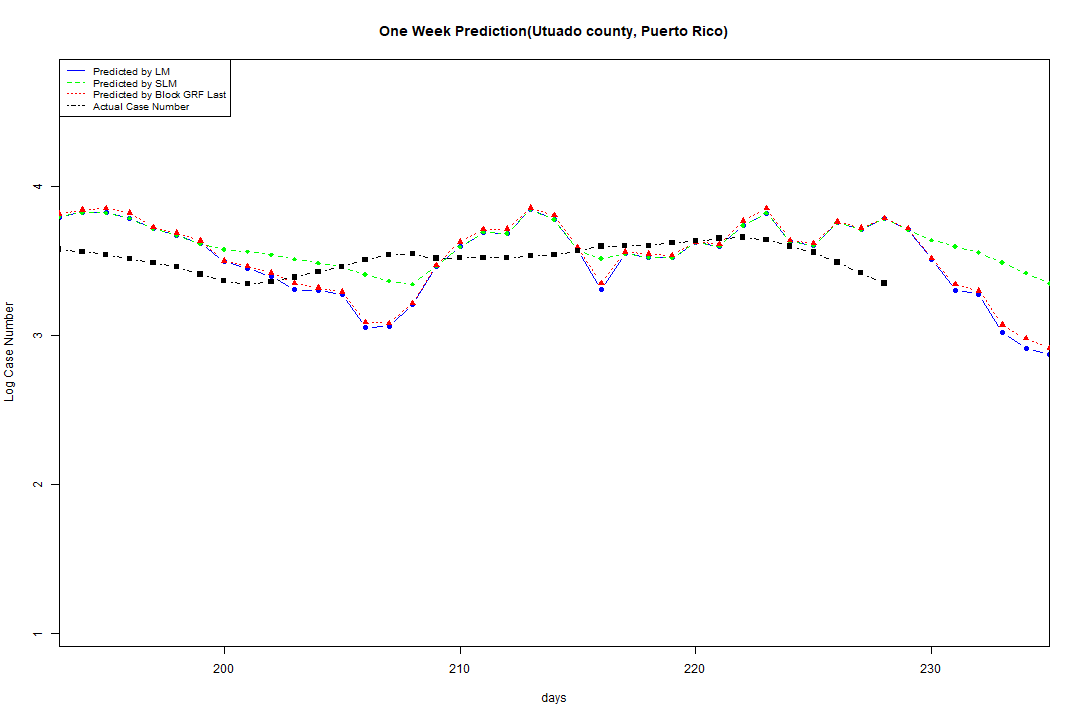 One Week Prediction(Utuado county, Puerto Rico)
Predicted by LM
Predicted by SLM
Predicted by Block GRF Last
Actual Case Number
Log Case Number
4
3
2
1
200 210 220 230
days